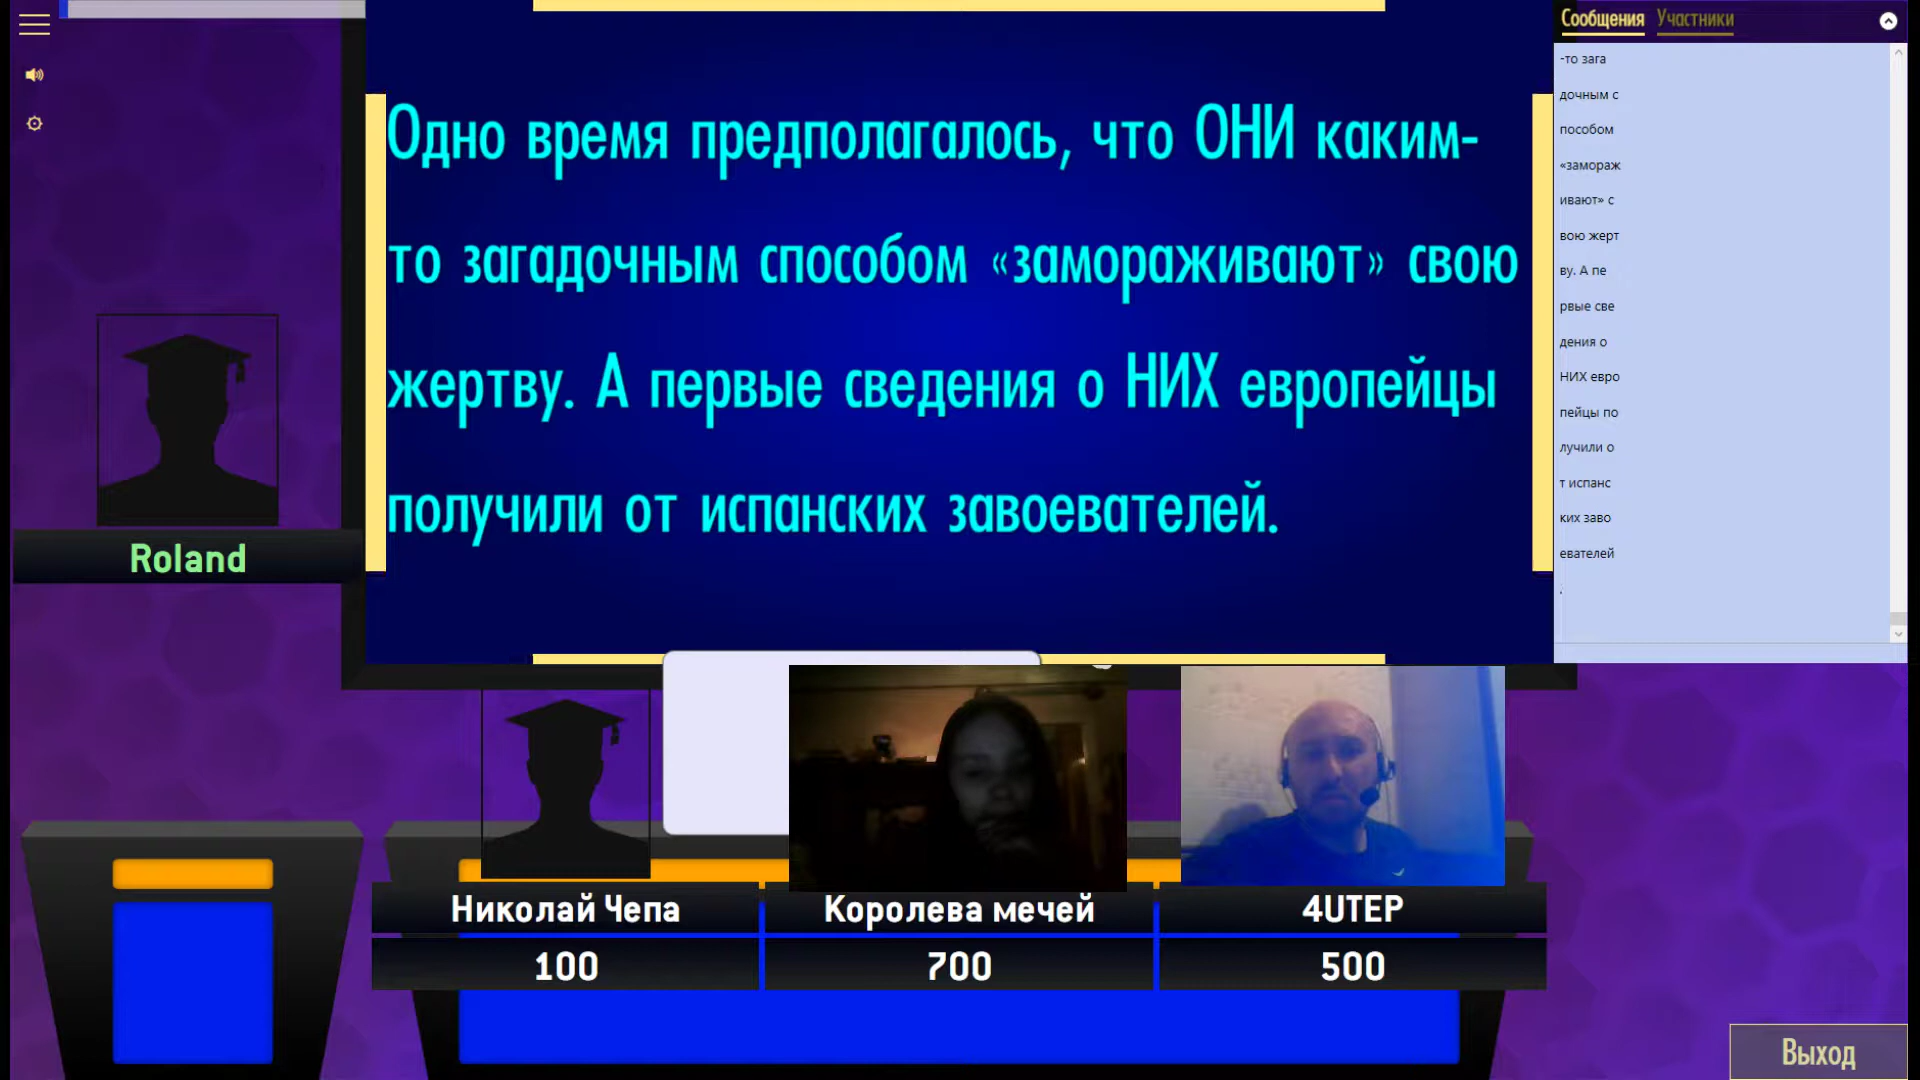 Сообщения Участники
Одно время предполагалось, что ОНИ каким-
то загадочным способом «замораживают» свою
жертву. А первые сведения о НИХ европейцы
получили от испанских завоевателей.
-то зага
дочным с
пособом
«замораж
ивают» с
вою жерт
ву. А пе
рвые све
дения о
НИХ евро
пейцы по
лучили о
т испанс
ких заво
евателей
.
Roland
Николай Чепа
Королева мечей
4UTEP
100
700
500
Выход